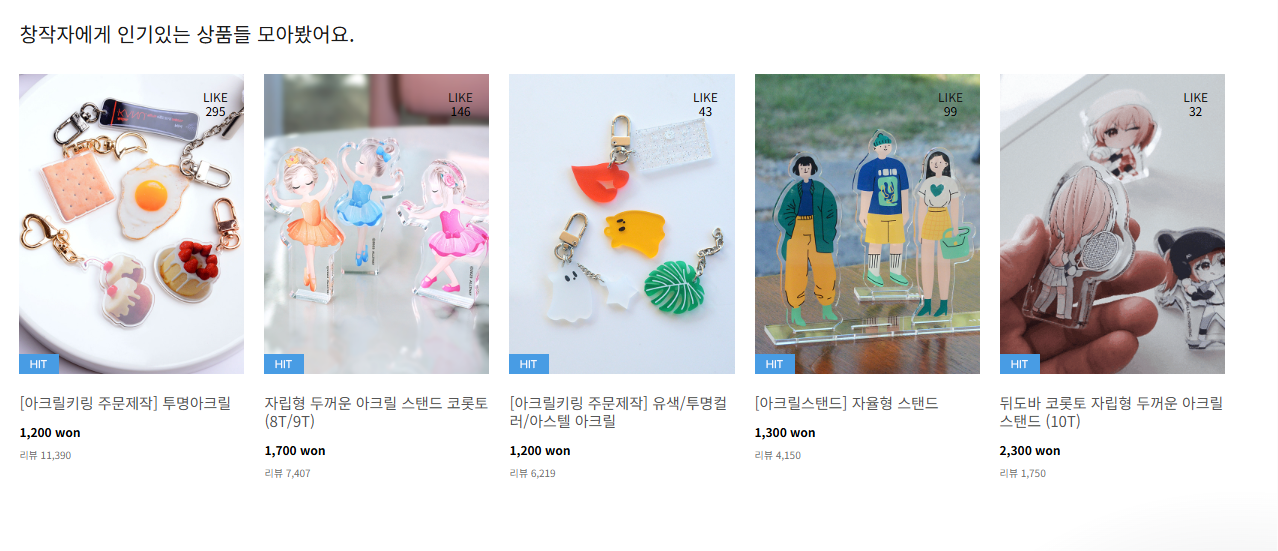 창작자에게 인기있는 상품들 모아봤어요.
LIKE
295
LIKE
146
LIKE
43
LIKE
99
LIKE
32
HIT
HIT
HIT
HIT
HIT
[아크릴키링 주문제작] 투명아크릴
1,200 won
리뷰 11,390
자립형 두꺼운 아크릴 스탠드 코롯토
(8T/9T)
1,700 won
리뷰 7,407
[아크릴키링 주문제작] 유색/투명컬
러/아스텔 아크릴
1,200 won
리뷰 6,219
[아크릴스탠드] 자율형 스탠드
1,300 won
리뷰 4,150
뒤도바 코롯토 자립형 두꺼운 아크릴
스탠드 (10T)
2,300 won
리뷰 1,750